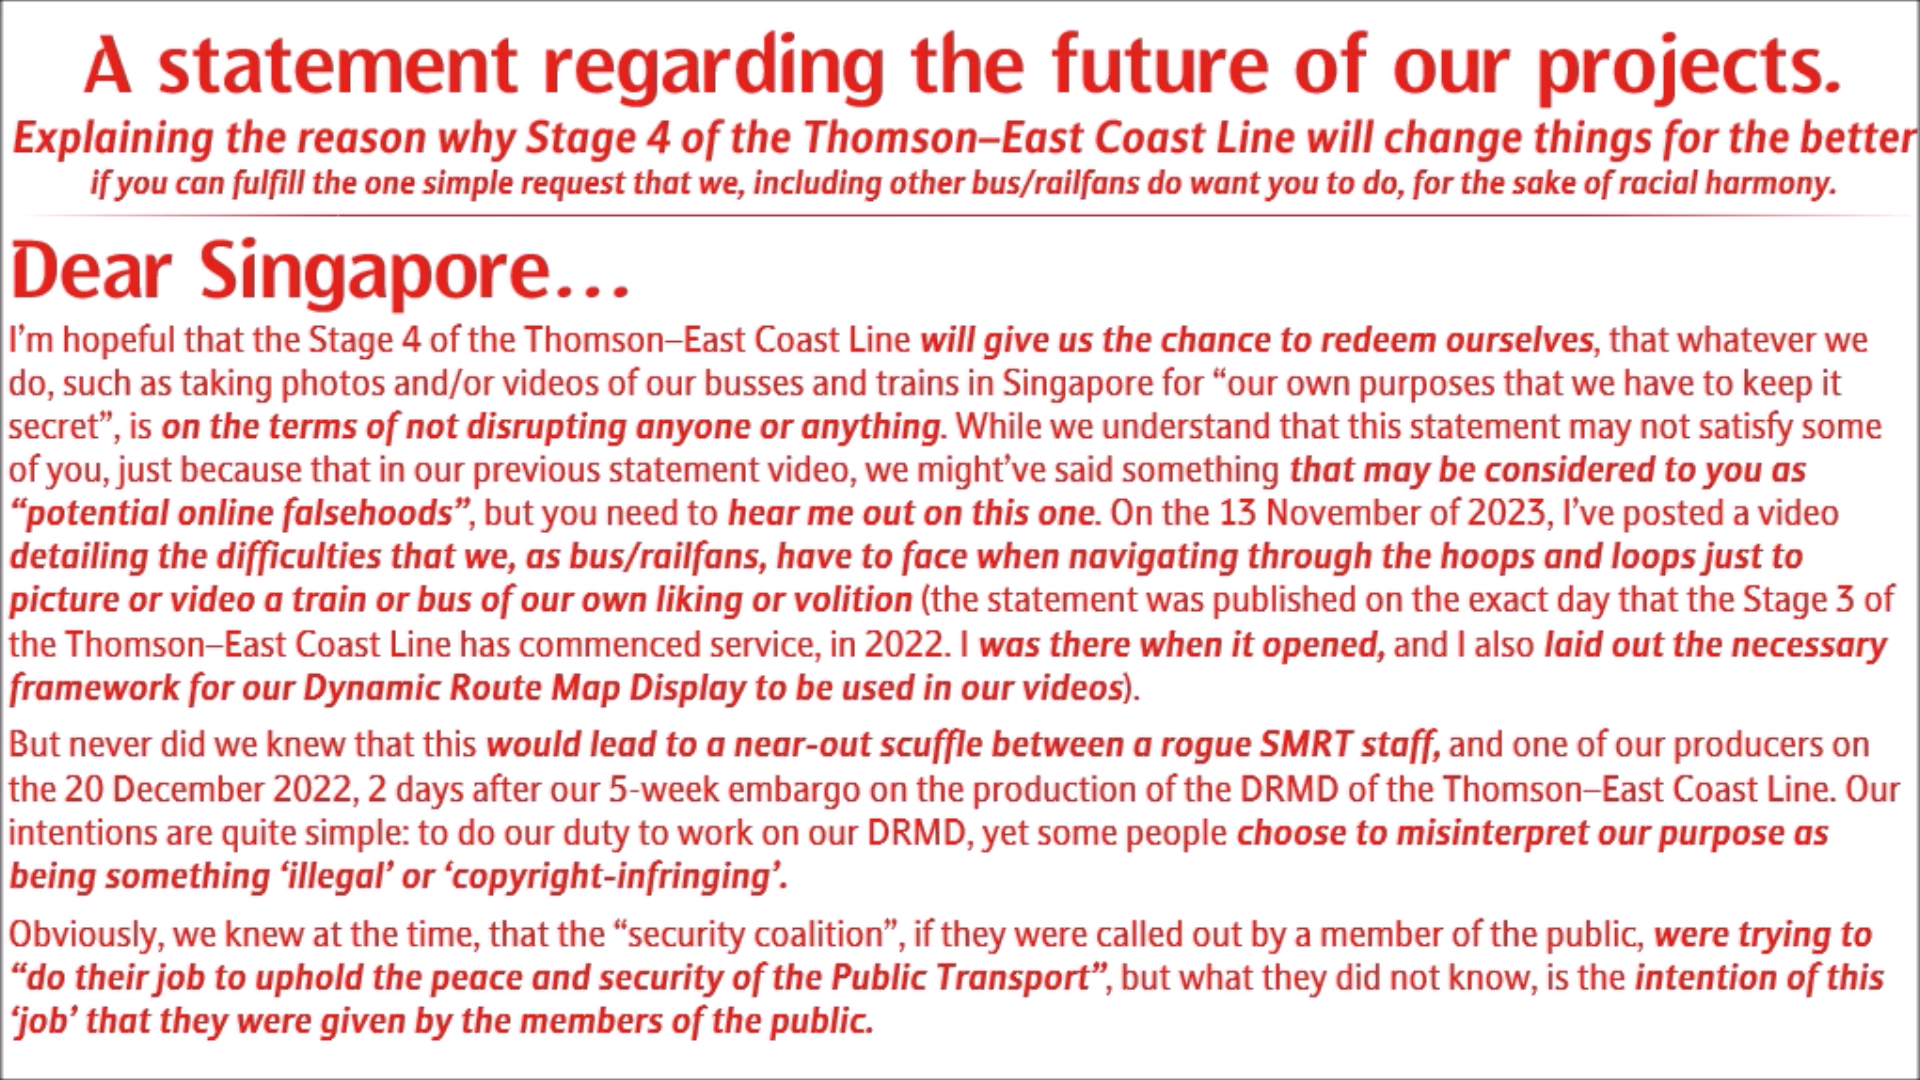 A statement regarding the future of our projects.
Explaining the reason why Stage 4 of the Thomson–East Coast Line will change things for the better
if you can fulfill the one simple request that we, including other bus/railfans do want you to do, for the sake of racial harmony.
Dear Singapore…
I’m hopeful that the Stage 4 of the Thomson–East Coast Line will give us the chance to redeem ourselves, that whatever we
do, such as taking photos and/or videos of our busses and trains in Singapore for “our own purposes that we have to keep it
secret”, is on the terms of not disrupting anyone or anything. While we understand that this statement may not satisfy some
of you, just because that in our previous statement video, we might’ve said something that may be considered to you as
“potential online falsehoods”, but you need to hear me out on this one. On the 13 November of 2023, I’ve posted a video
detailing the difficulties that we, as bus/railfans, have to face when navigating through the hoops and loops just to
picture or video a train or bus of our own liking or volition (the statement was published on the exact day that the Stage 3 of
the Thomson–East Coast Line has commenced service, in 2022. I was there when it opened, and I also laid out the necessary
framework for our Dynamic Route Map Display to be used in our videos).
But never did we knew that this would lead to a near-out scuffle between a rogue SMRT staff, and one of our producers on
the 20 December 2022, 2 days after our 5-week embargo on the production of the DRMD of the Thomson–East Coast Line. Our
intentions are quite simple: to do our duty to work on our DRMD, yet some people choose to misinterpret our purpose as
being something ‘illegal’ or ‘copyright-infringing’.
Obviously, we knew at the time, that the “security coalition”, if they were called out by a member of the public, were trying to
“do their job to uphold the peace and security of the Public Transport”, but what they did not know, is the intention of this
‘job’ that they were given by the members of the public.